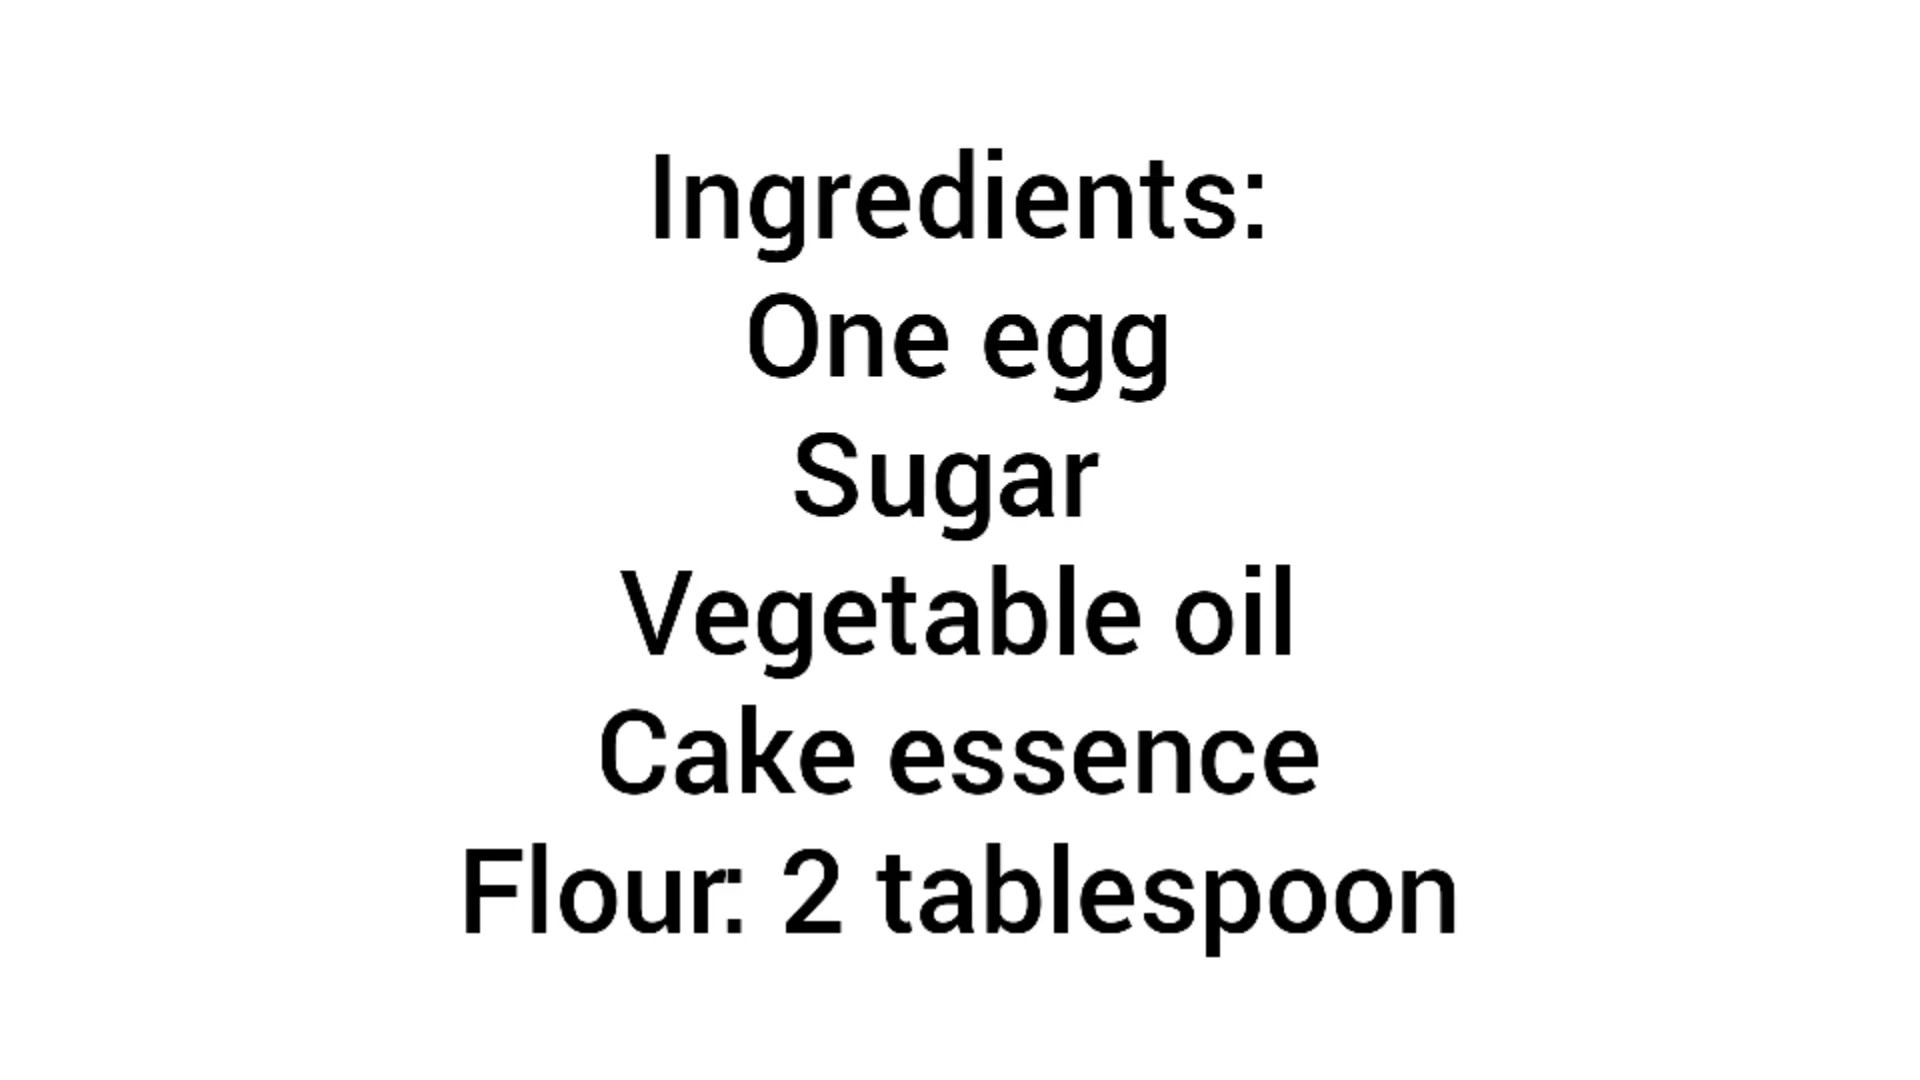 Ingredients:
One egg
Sugar
Vegetable oil
Cake essence
Flour: 2 tablespoon